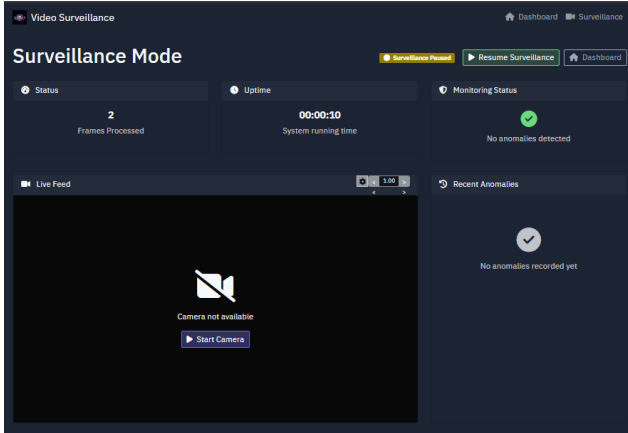 Video Surveillance
Dashboard Surveillance
Surveillance Mode
Surveillance Paused Resume Surveillance Dashboard
Status
2
Frames Processed
Uptime
00:00:10
System running time
Monitoring Status
No anomalies detected
Live Feed
< 1.00 >
< >
Camera not available
Start Camera
Recent Anomalies
No anomalies recorded yet